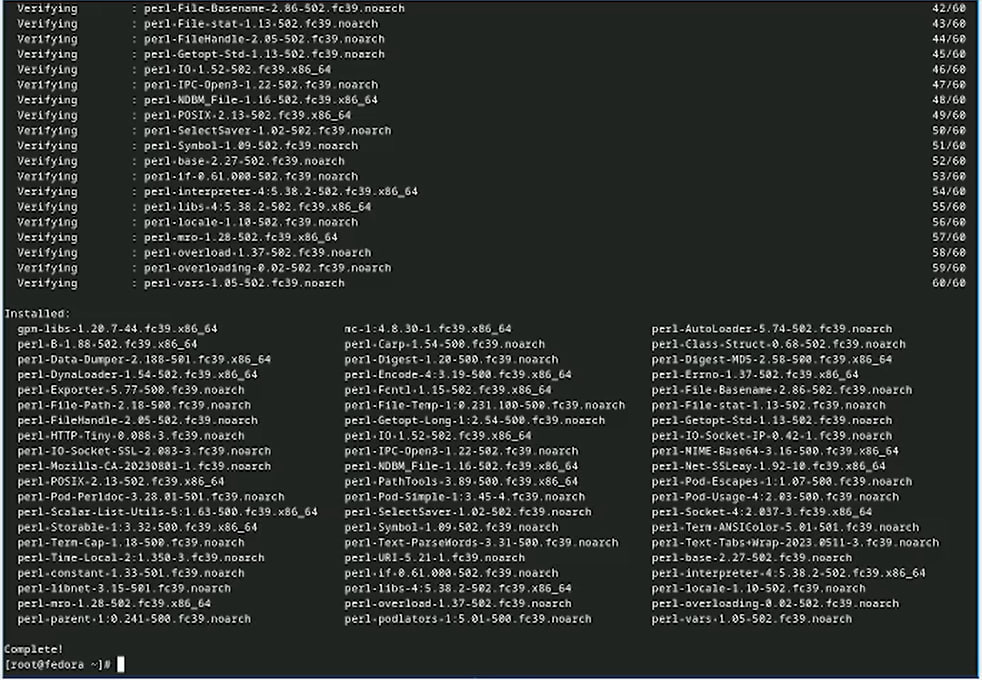 Verifying : perl-File-Basename-2.86-502.fc39.noarch 42/60
Verifying : perl-File-stat-1.13-502.fc39.noarch 43/60
Verifying : perl-FileHandle-2.05-502.fc39.noarch 44/60
Verifying : perl-Getopt-Std-1.13-502.fc39.noarch 45/60
Verifying : perl-IO-1.52-502.fc39.x86_64 46/60
Verifying : perl-IPC-Open3-1.22-502.fc39.noarch 47/60
Verifying : perl-NDBM_File-1.16-502.fc39.x86_64 48/60
Verifying : perl-POSIX-2.13-502.fc39.x86_64 49/60
Verifying : perl-SelectSaver-1.02-502.fc39.noarch 50/60
Verifying : perl-Symbol-1.09-502.fc39.noarch 51/60
Verifying : perl-base-2.27-502.fc39.noarch 52/60
Verifying : perl-if-0.61.000-502.fc39.noarch 53/60
Verifying : perl-interpreter-4:5.38.2-502.fc39.x86_64 54/60
Verifying : perl-libs-4:5.38.2-502.fc39.x86_64 55/60
Verifying : perl-locale-1.10-502.fc39.noarch 56/60
Verifying : perl-mro-1.28-502.fc39.x86_64 57/60
Verifying : perl-overload-1.37-502.fc39.noarch 58/60
Verifying : perl-overloading-0.02-502.fc39.noarch 59/60
Verifying : perl-vars-1.05-502.fc39.noarch 60/60
Installed:
gpm-libs-1.20.7-44.fc39.x86_64 mc-1:4.8.30-1.fc39.x86_64 perl-AutoLoader-5.74-502.fc39.noarch
perl-B-1.88-502.fc39.x86_64 perl-Carp-1.54-500.fc39.noarch perl-Class-Struct-0.68-502.fc39.noarch
perl-Data-Dumper-2.188-501.fc39.x86_64 perl-Digest-1.20-500.fc39.noarch perl-Digest-MD5-2.58-500.fc39.x86_64
perl-DynaLoader-1.54-502.fc39.x86_64 perl-Encode-4:3.19-500.fc39.x86_64 perl-Errno-1.37-502.fc39.x86_64
perl-Exporter-5.77-500.fc39.noarch perl-Fcntl-1.15-502.fc39.x86_64 perl-File-Basename-2.86-502.fc39.noarch
perl-File-Path-2.18-500.fc39.noarch perl-File-Temp-1:0.231.100-500.fc39.noarch perl-File-stat-1.13-502.fc39.noarch
perl-FileHandle-2.05-502.fc39.noarch perl-Getopt-Long-1:2.54-500.fc39.noarch perl-Getopt-Std-1.13-502.fc39.noarch
perl-HTTP-Tiny-0.088-3.fc39.noarch perl-IO-1.52-502.fc39.x86_64 perl-IO-Socket-IP-0.42-1.fc39.noarch
perl-IO-Socket-SSL-2.083-3.fc39.noarch perl-IPC-Open3-1.22-502.fc39.noarch perl-MIME-Base64-3.16-500.fc39.x86_64
perl-Mozilla-CA-20230801-1.fc39.noarch perl-NDBM_File-1.16-502.fc39.x86_64 perl-Net-SSLeay-1.92-10.fc39.x86_64
perl-POSIX-2.13-502.fc39.x86_64 perl-PathTools-3.89-500.fc39.x86_64 perl-Pod-Escapes-1:1.07-500.fc39.noarch
perl-Pod-Perldoc-3.28.01-501.fc39.noarch perl-Pod-Simple-1:3.45-4.fc39.noarch perl-Pod-Usage-4:2.03-500.fc39.noarch
perl-Scalar-List-Utils-5:1.63-500.fc39.x86_64 perl-SelectSaver-1.02-502.fc39.noarch perl-Socket-4:2.037-3.fc39.x86_64
perl-Storable-1:3.32-500.fc39.x86_64 perl-Symbol-1.09-502.fc39.noarch perl-Term-ANSIColor-5.01-501.fc39.noarch
perl-Term-Cap-1.18-500.fc39.noarch perl-Text-ParseWords-3.31-500.fc39.noarch perl-Text-Tabs+Wrap-2023.0511-3.fc39.noarch
perl-Time-Local-2:1.350-3.fc39.noarch perl-URI-5.21-1.fc39.noarch perl-base-2.27-502.fc39.noarch
perl-constant-1.33-501.fc39.noarch perl-if-0.61.000-502.fc39.noarch perl-interpreter-4:5.38.2-502.fc39.x86_64
perl-libnet-3.15-501.fc39.noarch perl-libs-4:5.38.2-502.fc39.x86_64 perl-locale-1.10-502.fc39.noarch
perl-mro-1.28-502.fc39.x86_64 perl-overload-1.37-502.fc39.noarch perl-overloading-0.02-502.fc39.noarch
perl-parent-1:0.241-500.fc39.noarch perl-podlators-1:5.01-500.fc39.noarch perl-vars-1.05-502.fc39.noarch
Complete!
[root@fedora ~]#